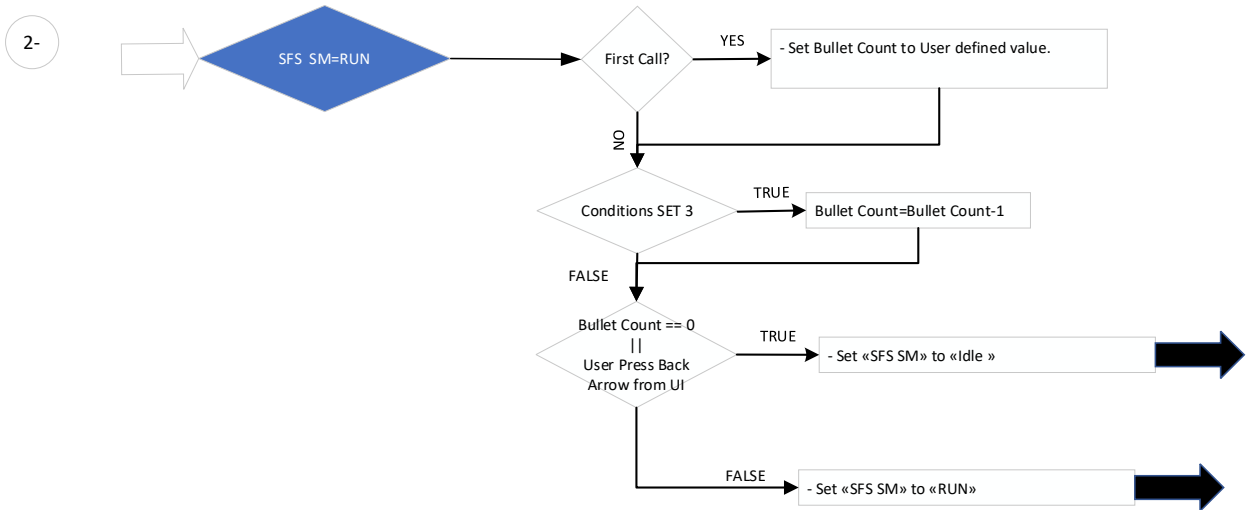 2-
SFS SM=RUN
First Call?
YES
- Set Bullet Count to User defined value.
NO
Conditions SET 3
TRUE
Bullet Count=Bullet Count-1
FALSE
Bullet Count == 0
||
User Press Back
Arrow from UI
TRUE
- Set «SFS SM» to «Idle »
FALSE
- Set «SFS SM» to «RUN»